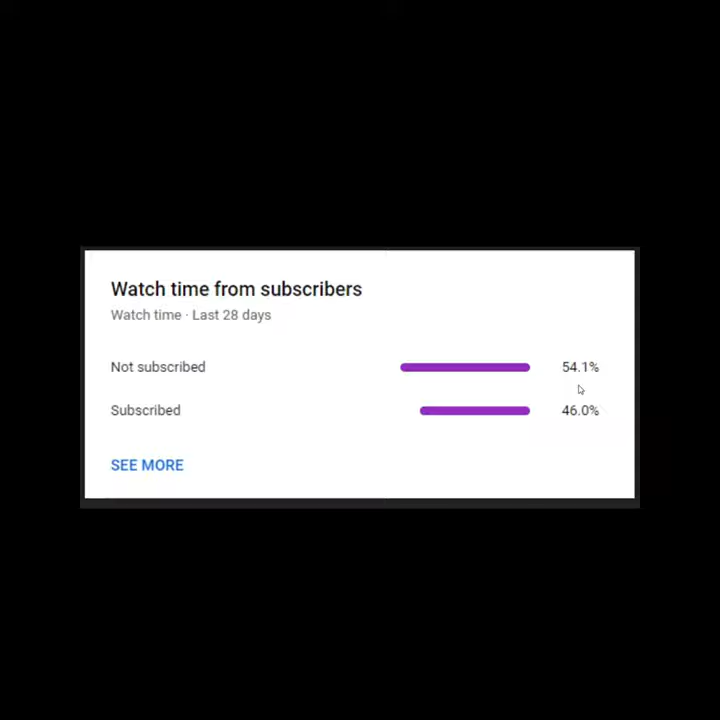 Watch time from subscribers
Watch time · Last 28 days
Not subscribed 54.1%
Subscribed 46.0%
SEE MORE